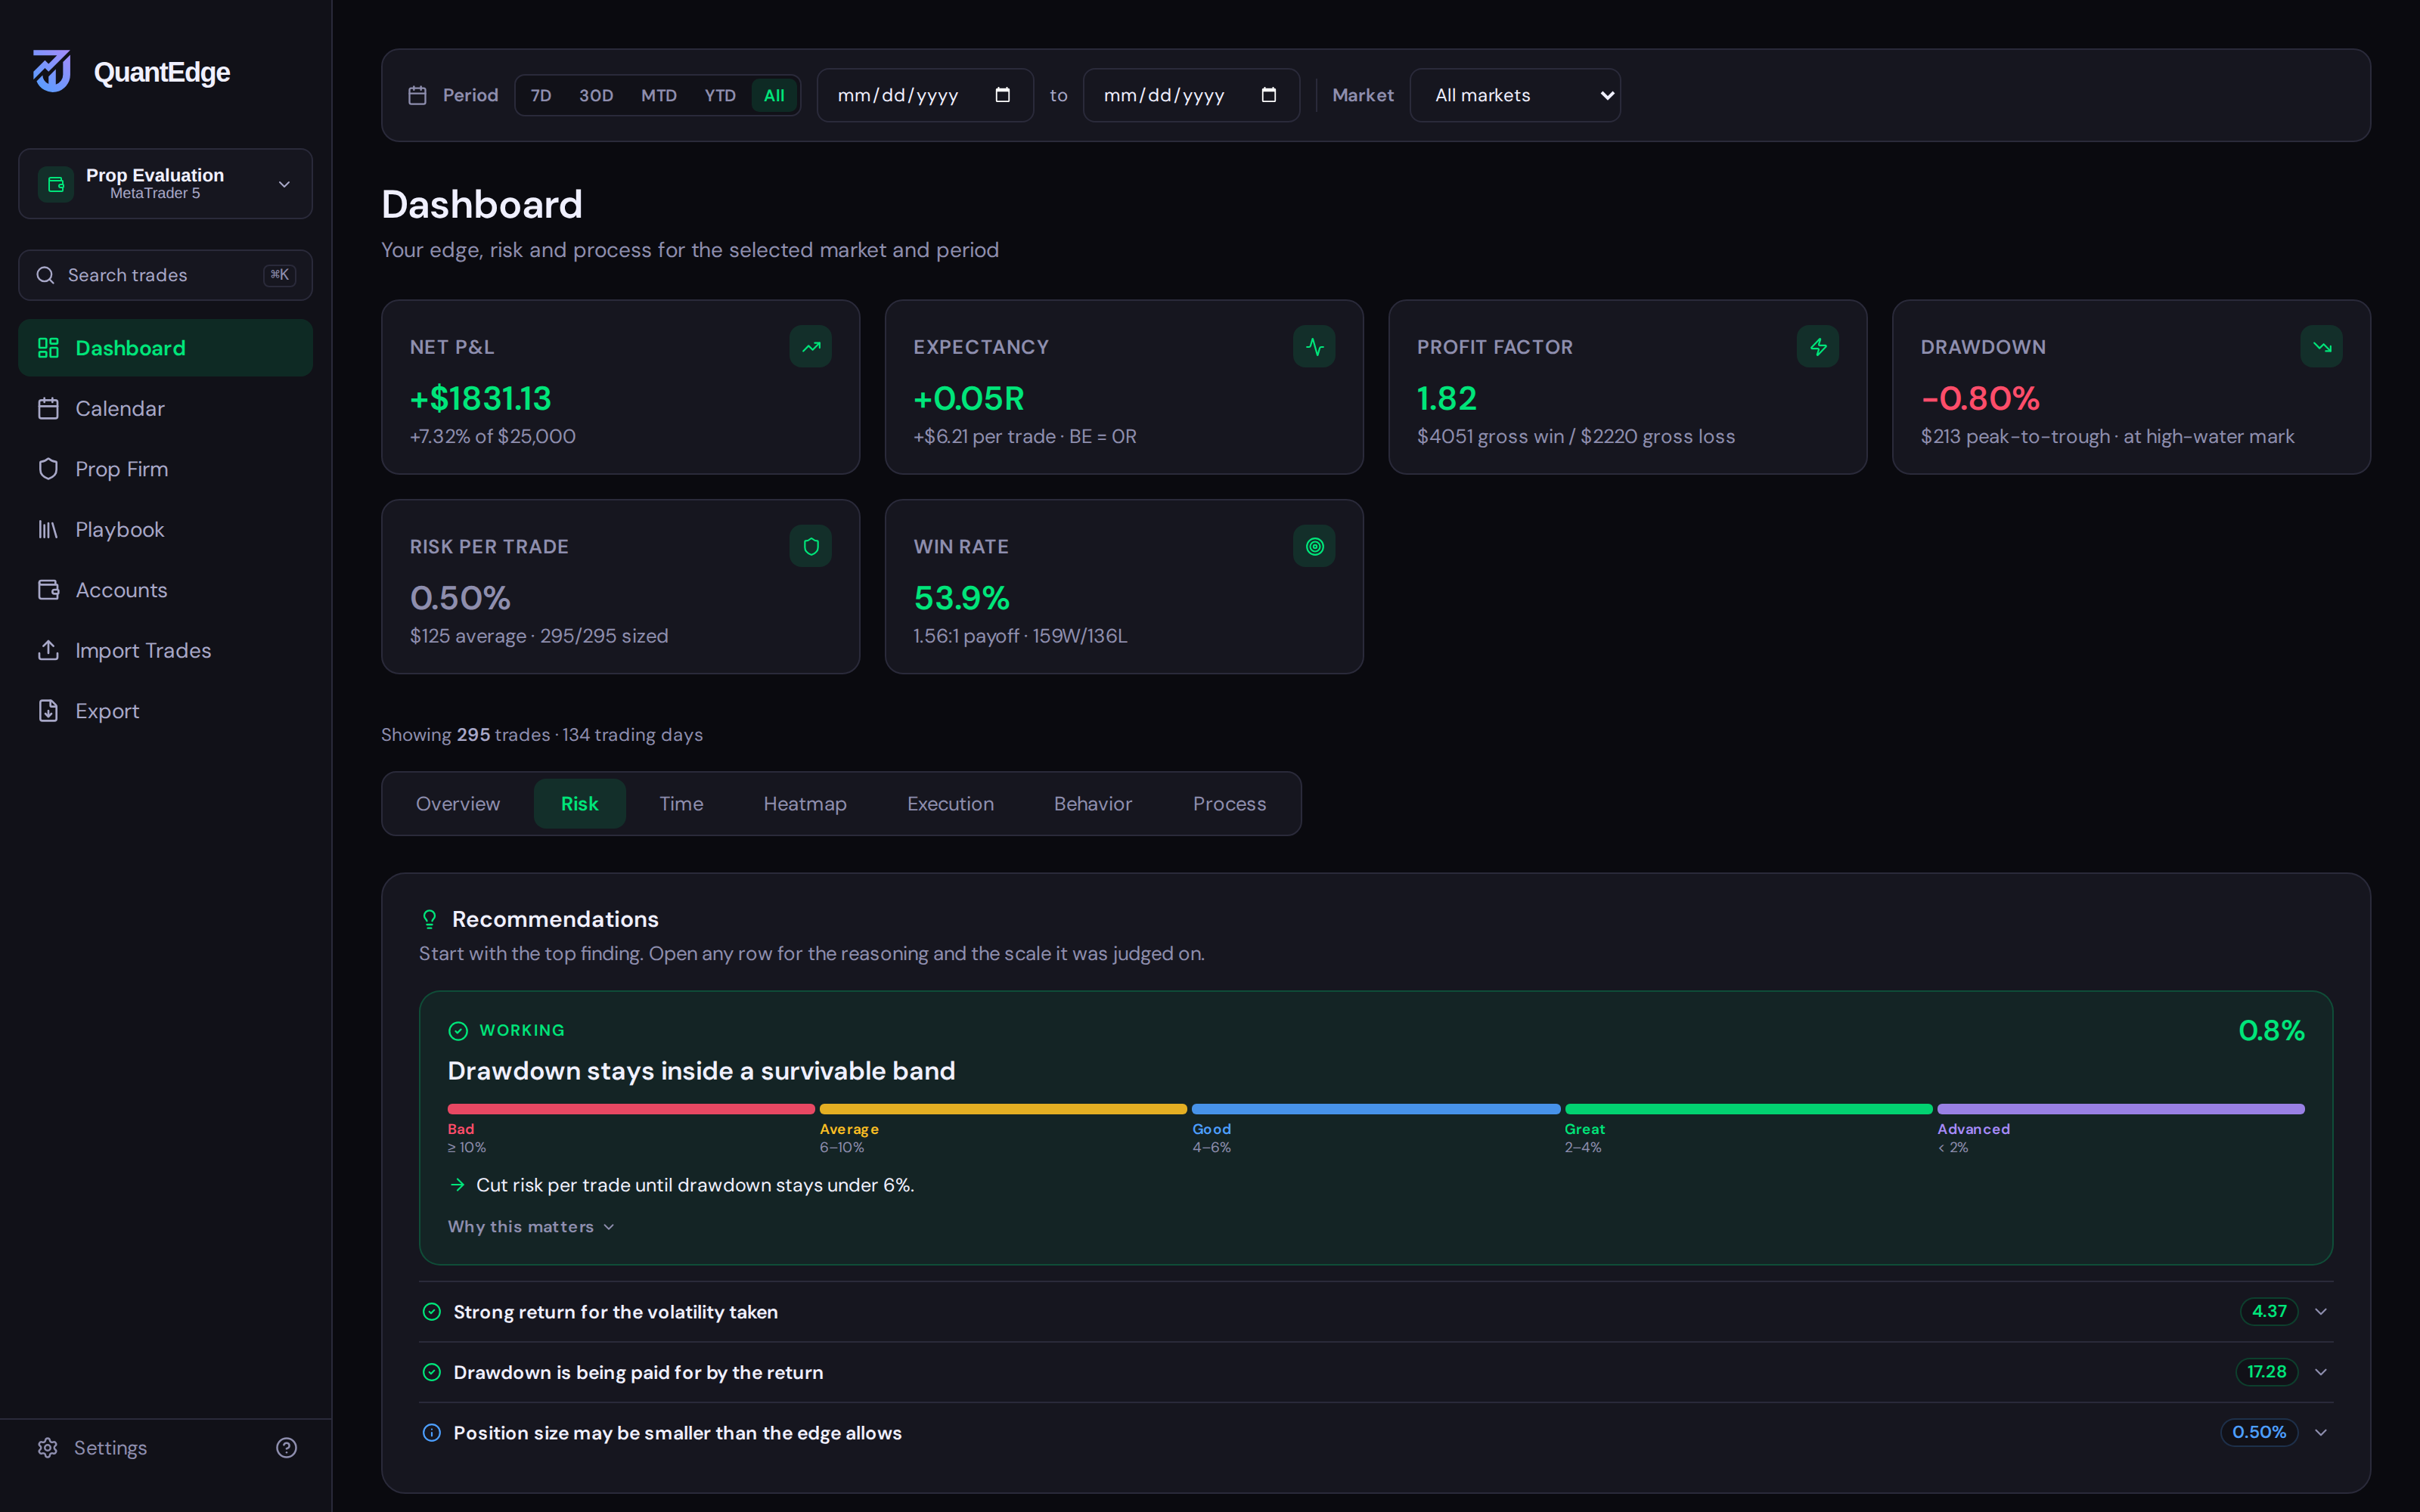 QuantEdge
Prop Evaluation
MetaTrader 5
Search trades ⌘K
Dashboard
Calendar
Prop Firm
Playbook
Accounts
Import Trades
Export
Settings
Period 7D 30D MTD YTD All mm/dd/yyyy to mm/dd/yyyy Market All markets
Dashboard
Your edge, risk and process for the selected market and period
NET P&L
+$1831.13
+7.32% of $25,000
EXPECTANCY
+0.05R
+$6.21 per trade · BE = 0R
PROFIT FACTOR
1.82
$4051 gross win / $2220 gross loss
DRAWDOWN
-0.80%
$213 peak-to-trough · at high-water mark
RISK PER TRADE
0.50%
$125 average · 295/295 sized
WIN RATE
53.9%
1.56:1 payoff · 159W/136L
Showing 295 trades · 134 trading days
Overview Risk Time Heatmap Execution Behavior Process
Recommendations
Start with the top finding. Open any row for the reasoning and the scale it was judged on.
WORKING 0.8%
Drawdown stays inside a survivable band
Bad Average Good Great Advanced
≥ 10% 6–10% 4–6% 2–4% < 2%
→ Cut risk per trade until drawdown stays under 6%.
Why this matters
Strong return for the volatility taken 4.37
Drawdown is being paid for by the return 17.28
Position size may be smaller than the edge allows 0.50%